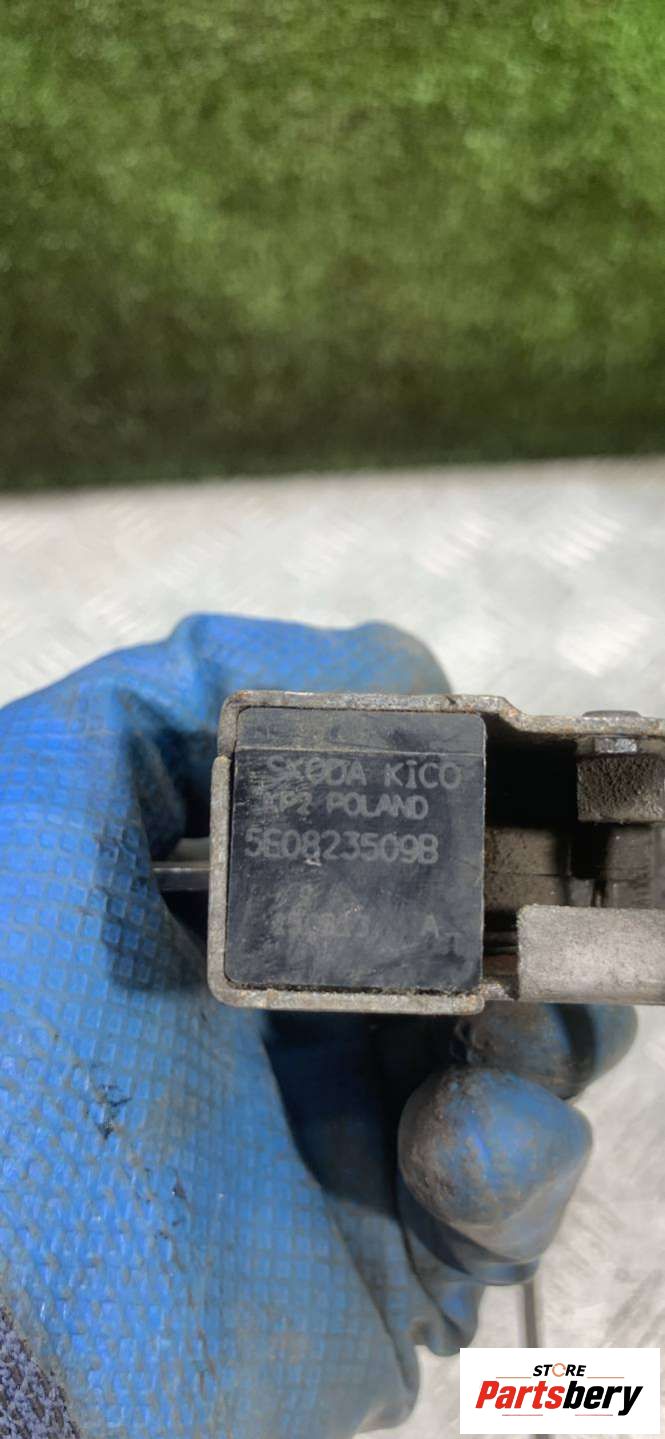 SKODA KICO
KP2 POLAND
5E0823509B
A
STORE
Partsbery